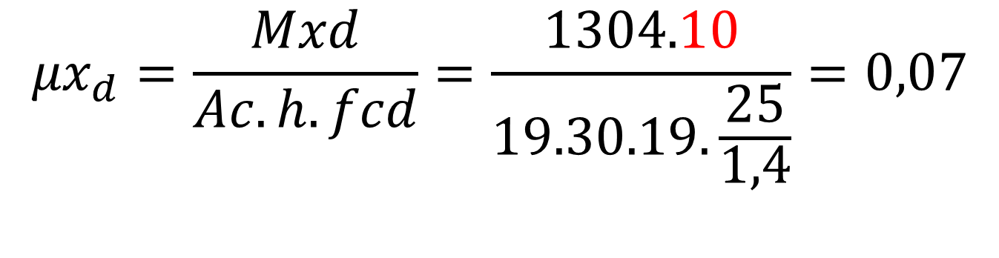 μx_d = Mxd / Ac. h. fcd = 1304.10 / 19.30.19. 25 / 1,4 = 0,07